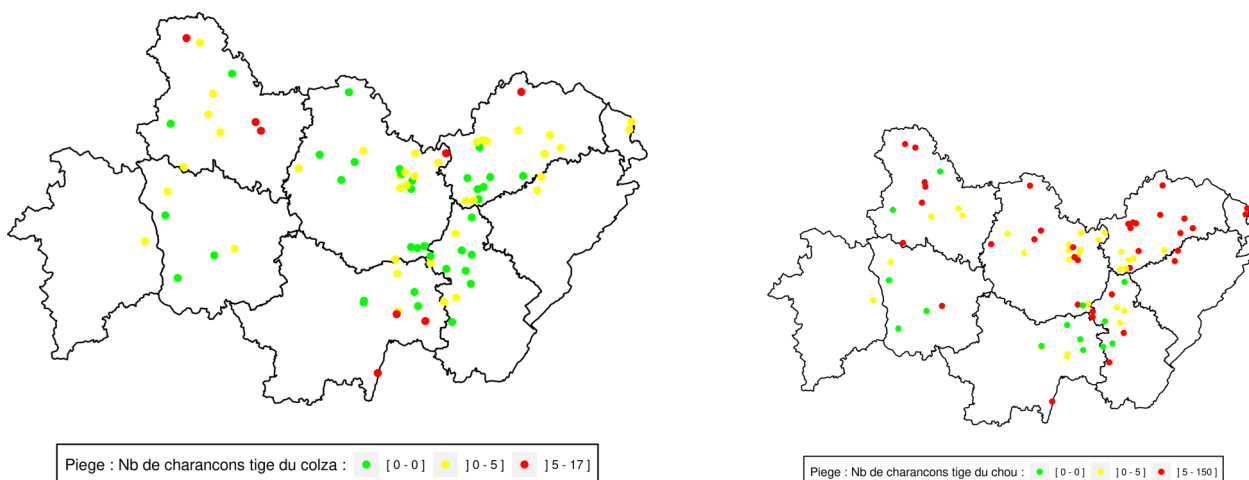 Piege : Nb de charancons tige du colza : [ 0 - 0 ] ] 0 - 5 ] ] 5 - 17 ]
Piege : Nb de charancons tige du chou : [ 0 - 0 ] ] 0 - 5 ] ] 5 - 150 ]